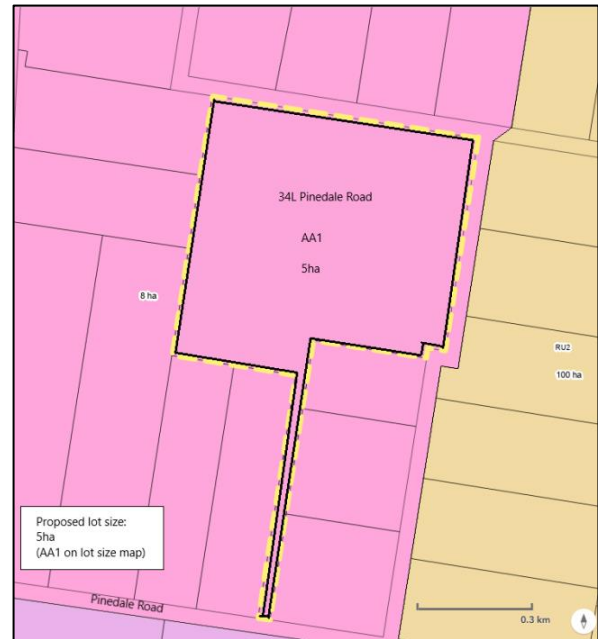 34L Pinedale Road
AA1
5ha
8 ha
RU2
100 ha
Proposed lot size:
5ha
(AA1 on lot size map)
Pinedale Road
0.3 km